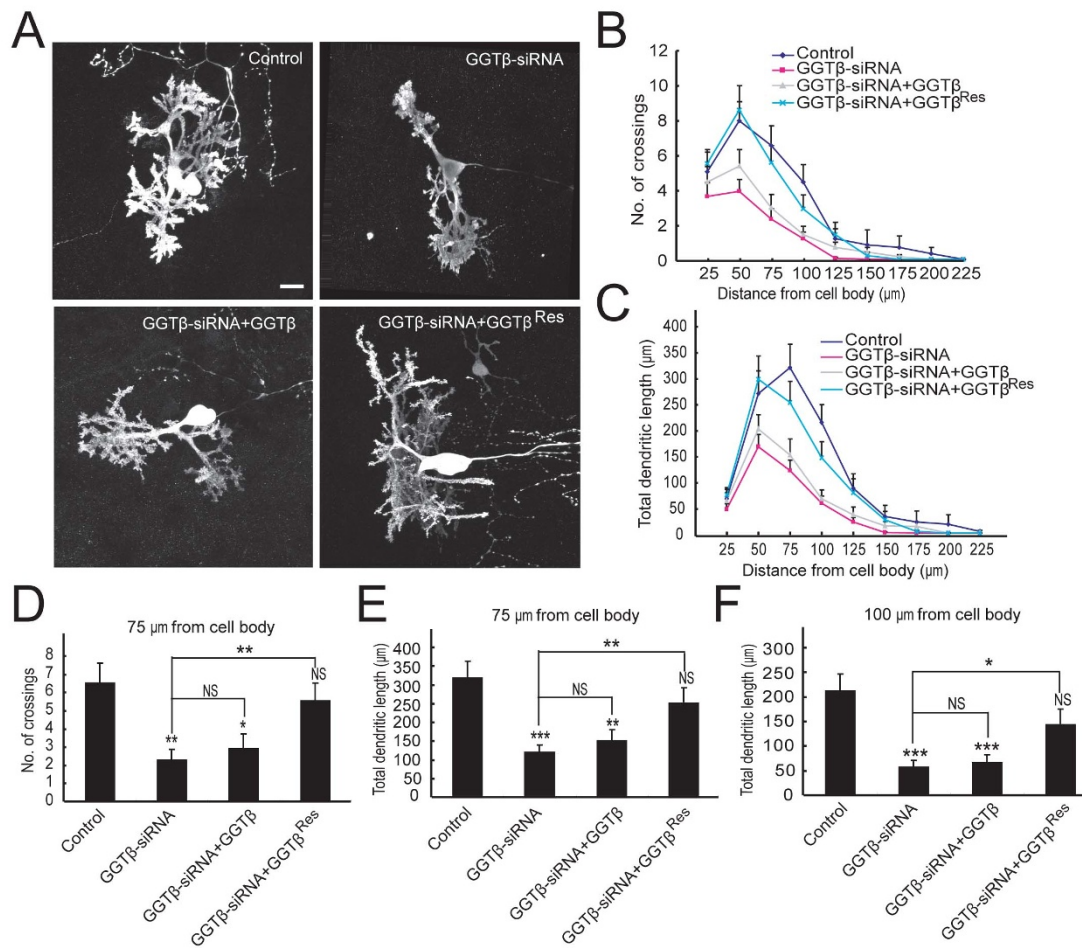 A
Control
GGTβ-siRNA
GGTβ-siRNA+GGTβ
GGTβ-siRNA+GGTβRes
B
12
10
8
6
4
2
0
No. of crossings
Control
GGTβ-siRNA
GGTβ-siRNA+GGTβ
GGTβ-siRNA+GGTβRes
25 50 75 100 125 150 175 200 225
Distance from cell body (μm)
C
400
350
300
250
200
150
100
50
0
Total dendritic length (μm)
Control
GGTβ-siRNA
GGTβ-siRNA+GGTβ
GGTβ-siRNA+GGTβRes
25 50 75 100 125 150 175 200 225
Distance from cell body (μm)
D
75 μm from cell body
8
7
6
5
4
3
2
1
0
No. of crossings
**
NS
NS
**
*
Control
GGTβ-siRNA
GGTβ-siRNA+GGTβ
GGTβ-siRNA+GGTβRes
E
75 μm from cell body
400
350
300
250
200
150
100
50
0
Total dendritic length (μm)
**
NS
NS
***
**
Control
GGTβ-siRNA
GGTβ-siRNA+GGTβ
GGTβ-siRNA+GGTβRes
F
100 μm from cell body
300
250
200
150
100
50
0
Total dendritic length (μm)
*
NS
NS
***
***
Control
GGTβ-siRNA
GGTβ-siRNA+GGTβ
GGTβ-siRNA+GGTβRes